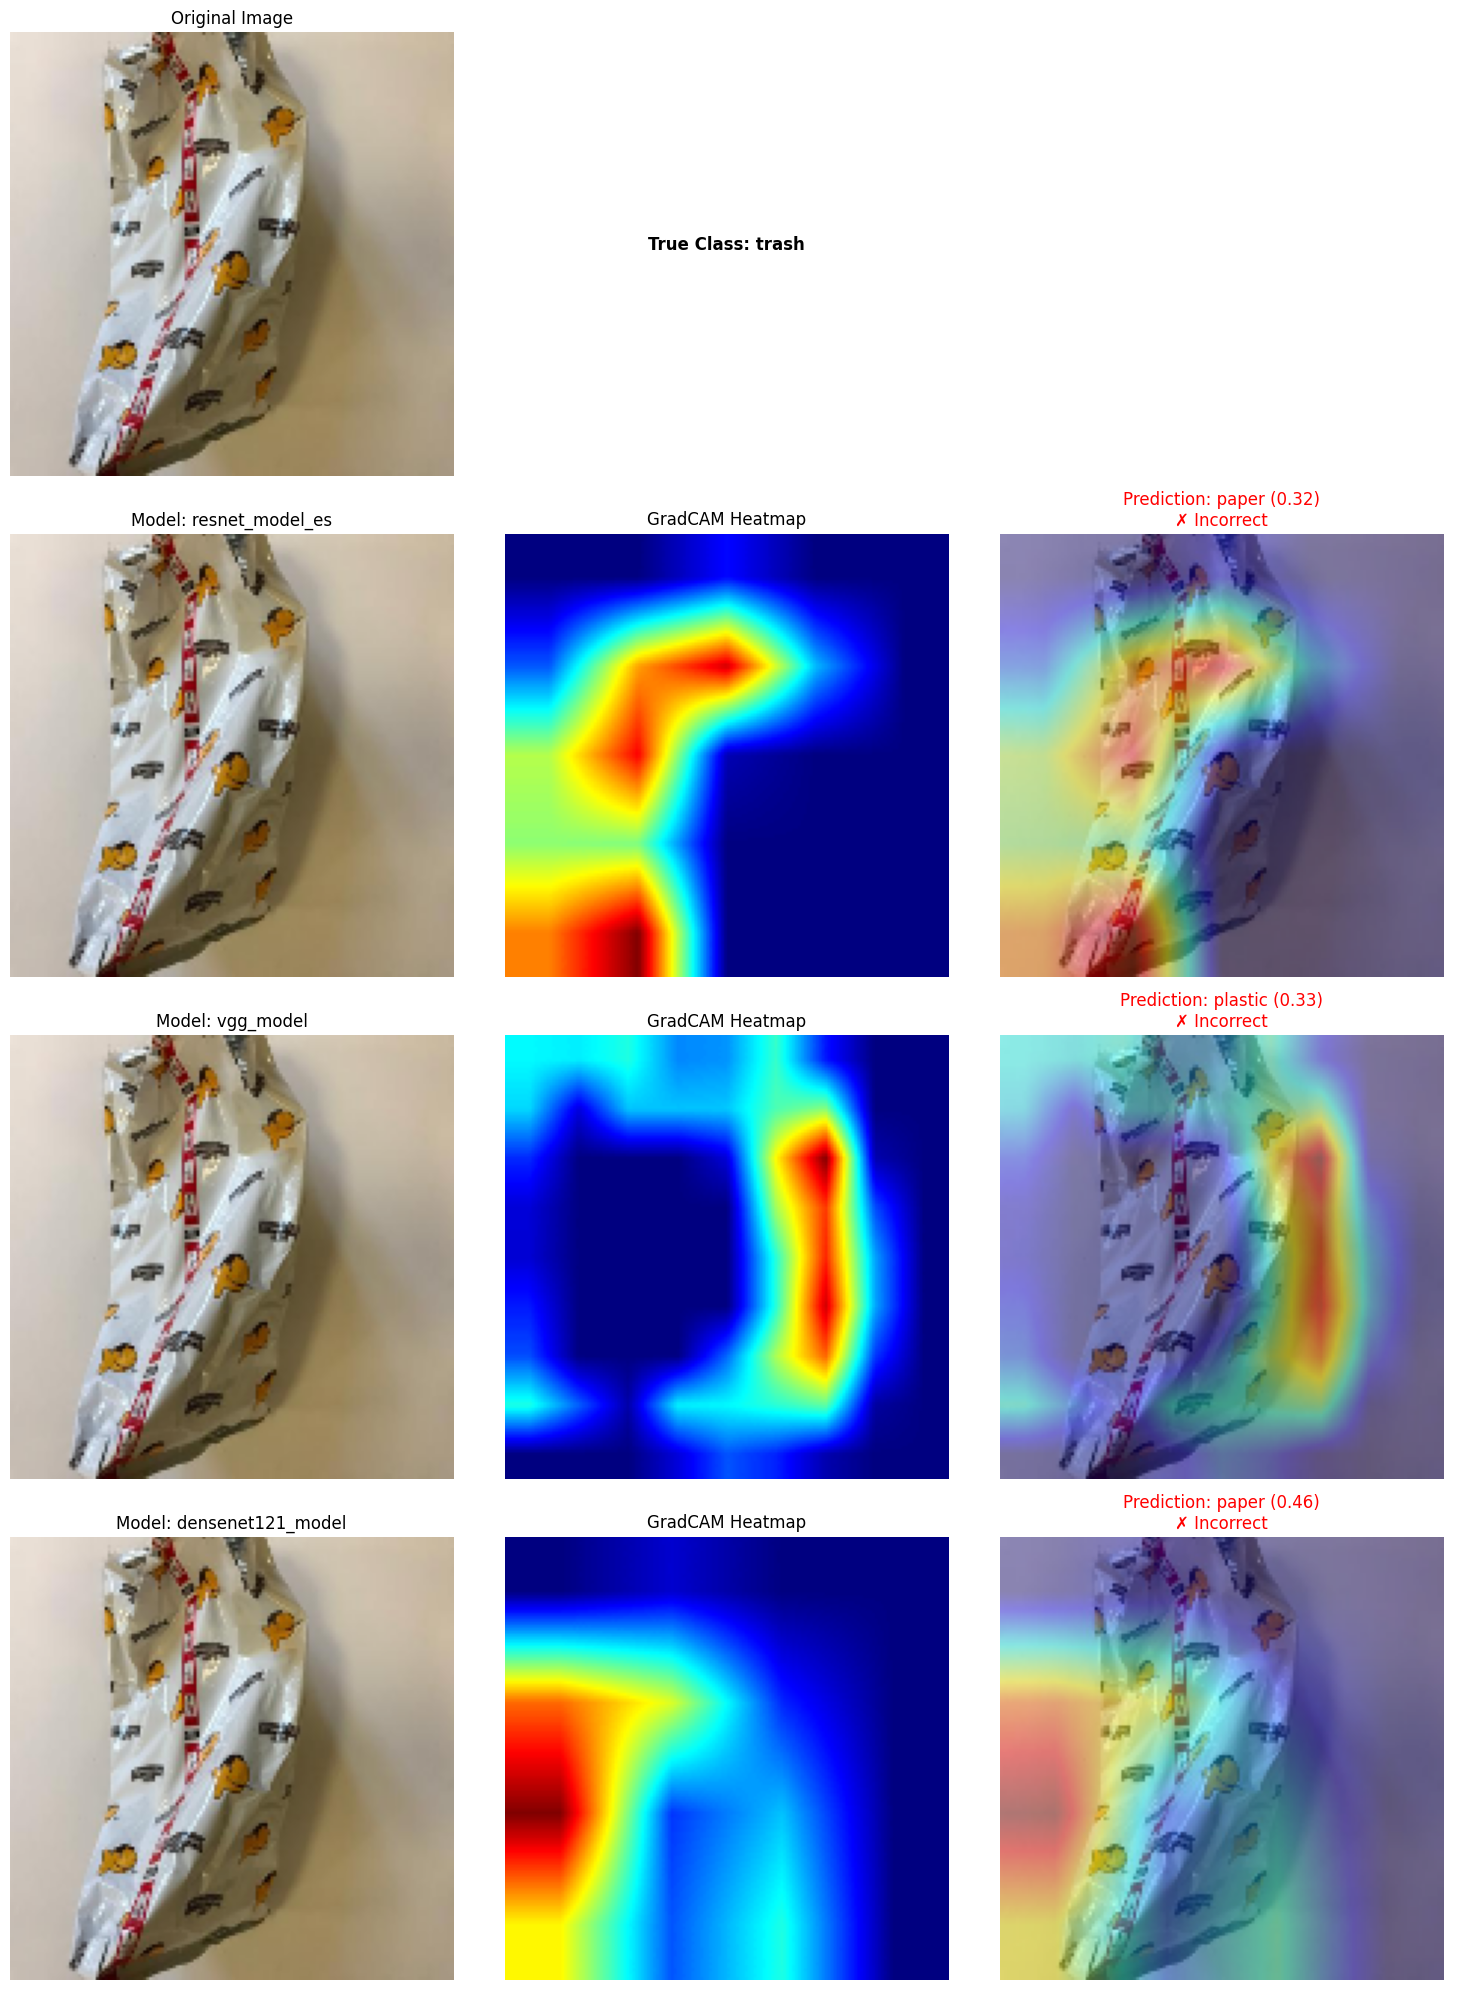 Original Image
True Class: trash
Model: resnet_model_es
GradCAM Heatmap
Prediction: paper (0.32)
✗ Incorrect
Model: vgg_model
GradCAM Heatmap
Prediction: plastic (0.33)
✗ Incorrect
Model: densenet121_model
GradCAM Heatmap
Prediction: paper (0.46)
✗ Incorrect